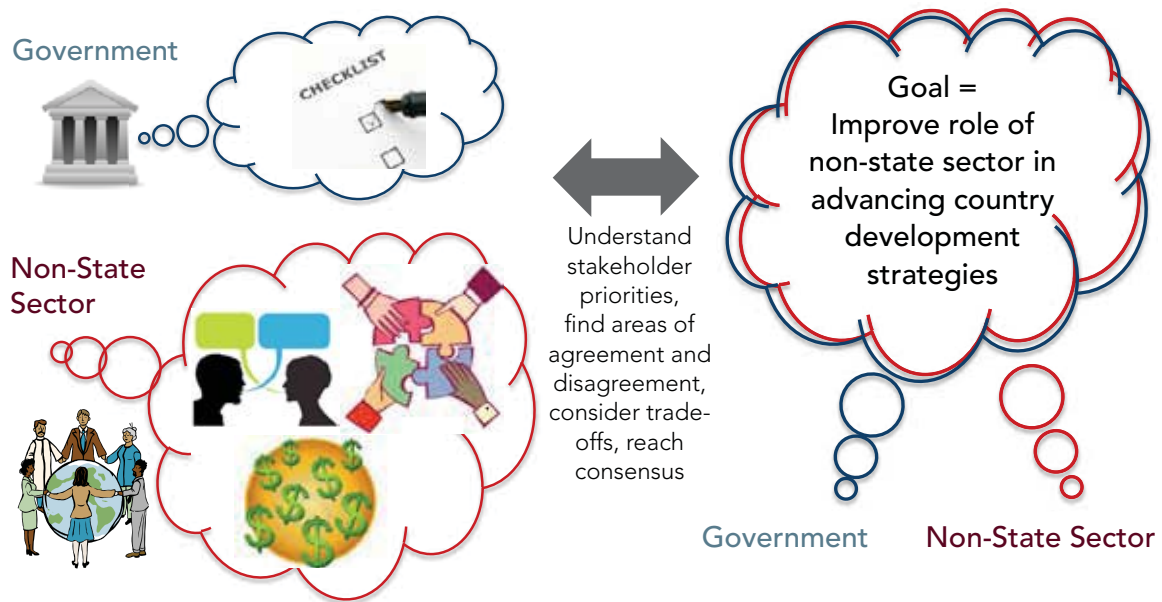 Government
CHECKLIST
Non-State
Sector
Understand
stakeholder
priorities,
find areas of
agreement and
disagreement,
consider trade-
offs, reach
consensus
Goal =
Improve role of
non-state sector in
advancing country
development
strategies
Government
Non-State Sector